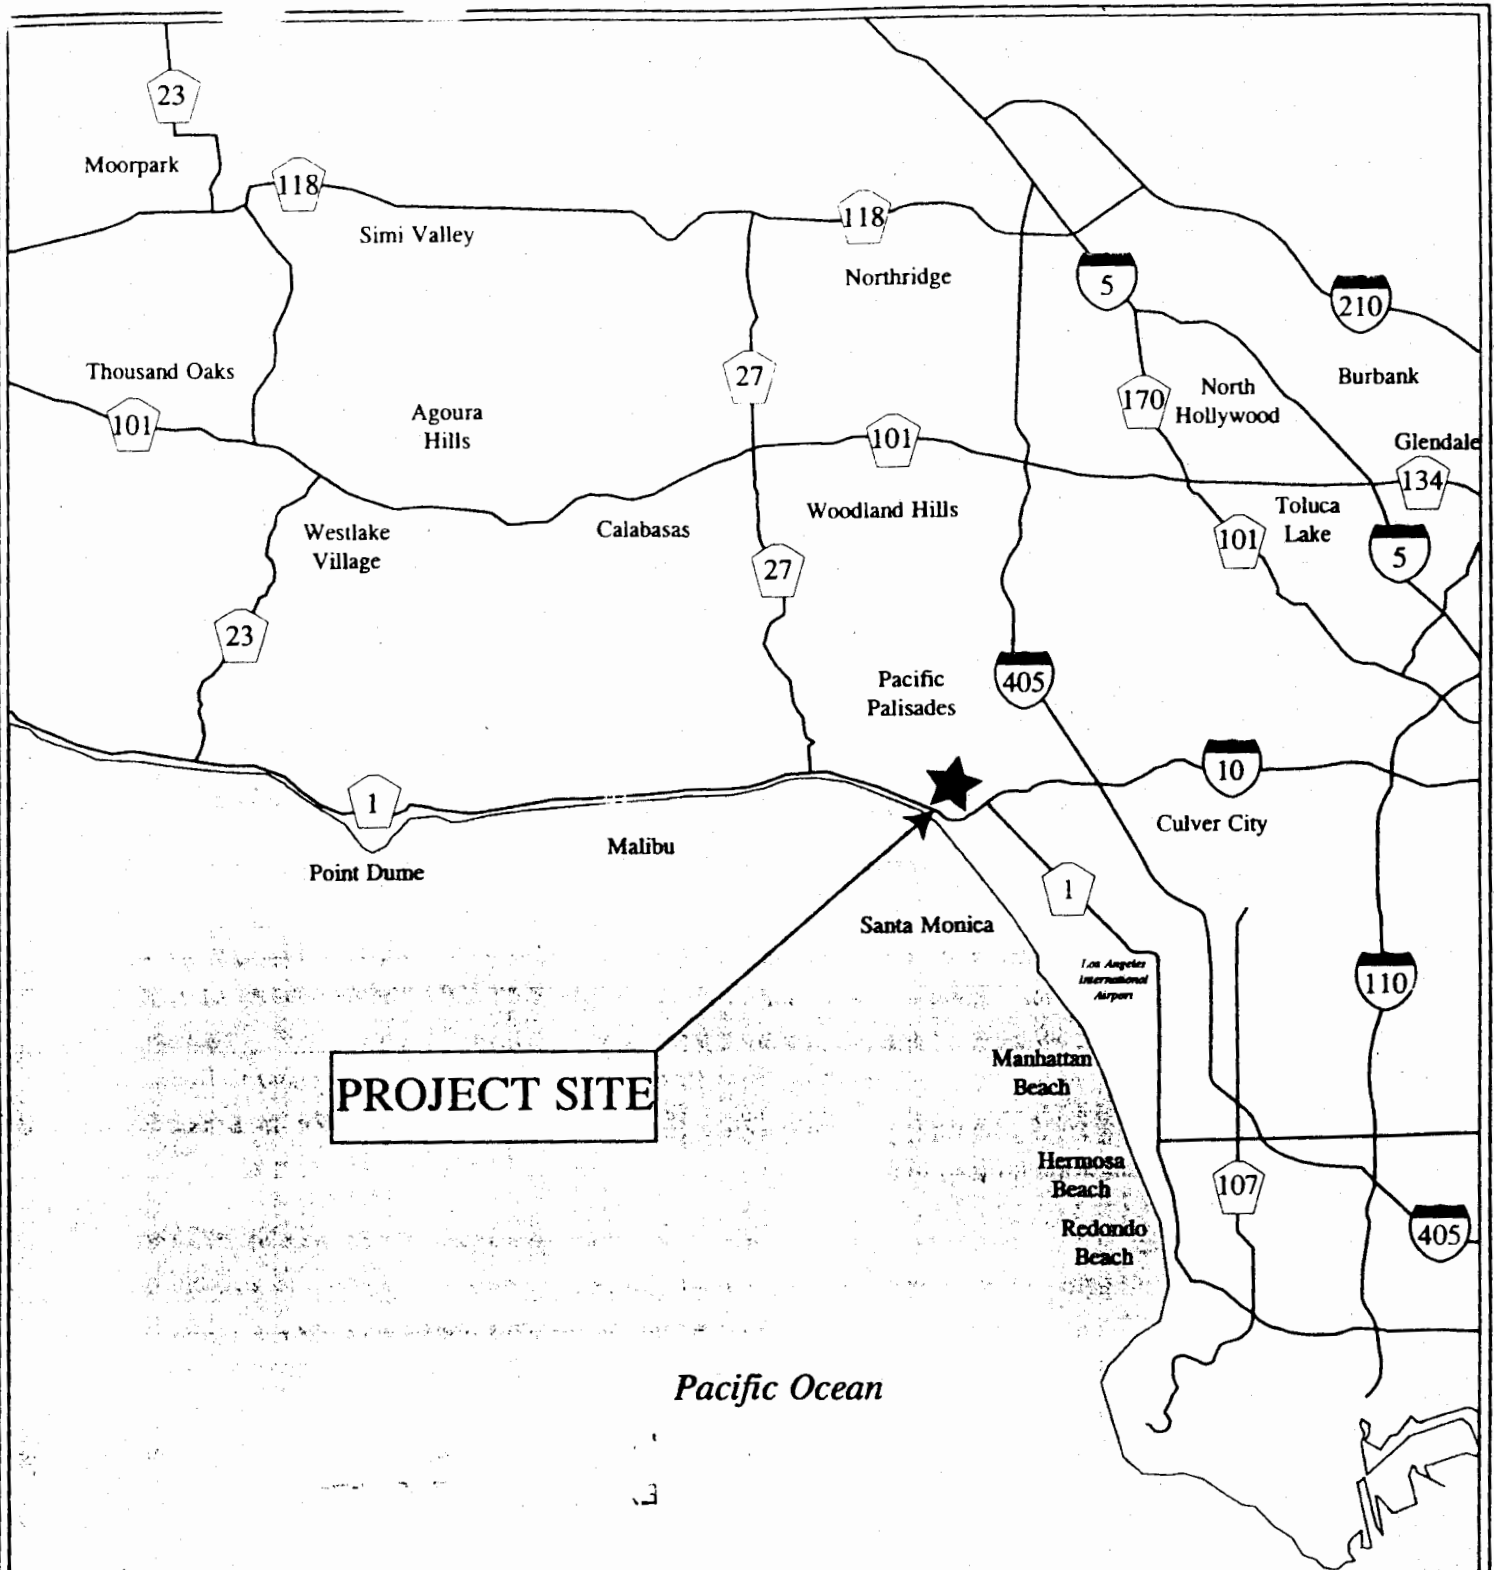 23
Moorpark
118
Simi Valley
118
Northridge
5
210
Thousand Oaks
101
Agoura
Hills
27
101
170
North
Hollywood
Burbank
Glendale
134
Westlake
Village
Calabasas
Woodland Hills
Toluca
Lake
101
5
27
23
Pacific
Palisades
405
10
1
Culver City
Malibu
Point Dume
1
Santa Monica
Los Angeles
International
Airport
110
Manhattan
Beach
PROJECT SITE
Hermosa
Beach
107
Redondo
Beach
405
Pacific Ocean